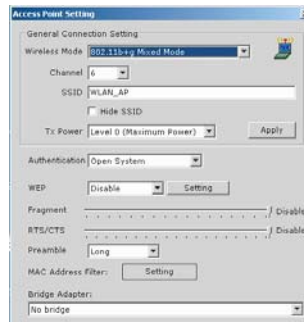 Access Point Setting
General Connection Setting
Wireless Mode 802.11b+g Mixed Mode
Channel 6
SSID WLAN_AP
Hide SSID
Tx Power Level 0 (Maximum Power) Apply
Authentication Open System
WEP Disable Setting
Fragment Disable
RTS/CTS Disable
Preamble Long
MAC Address Filter: Setting
Bridge Adapter:
No bridge